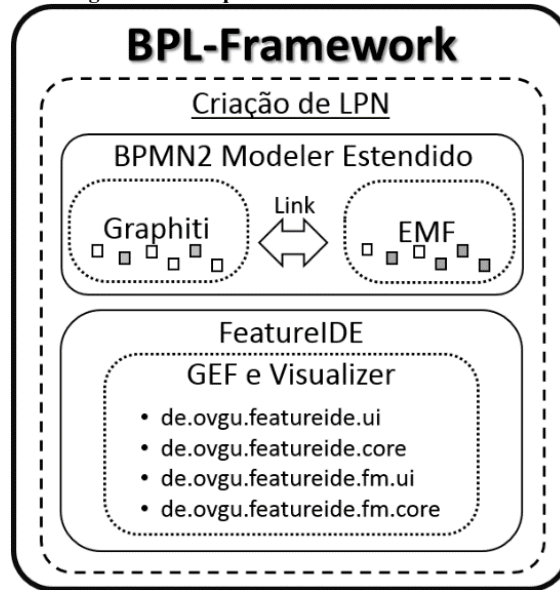 BPL-Framework
Criação de LPN
BPMN2 Modeler Estendido
Graphiti
Link
EMF
FeatureIDE
GEF e Visualizer
• de.ovgu.featureide.ui
• de.ovgu.featureide.core
• de.ovgu.featureide.fm.ui
• de.ovgu.featureide.fm.core